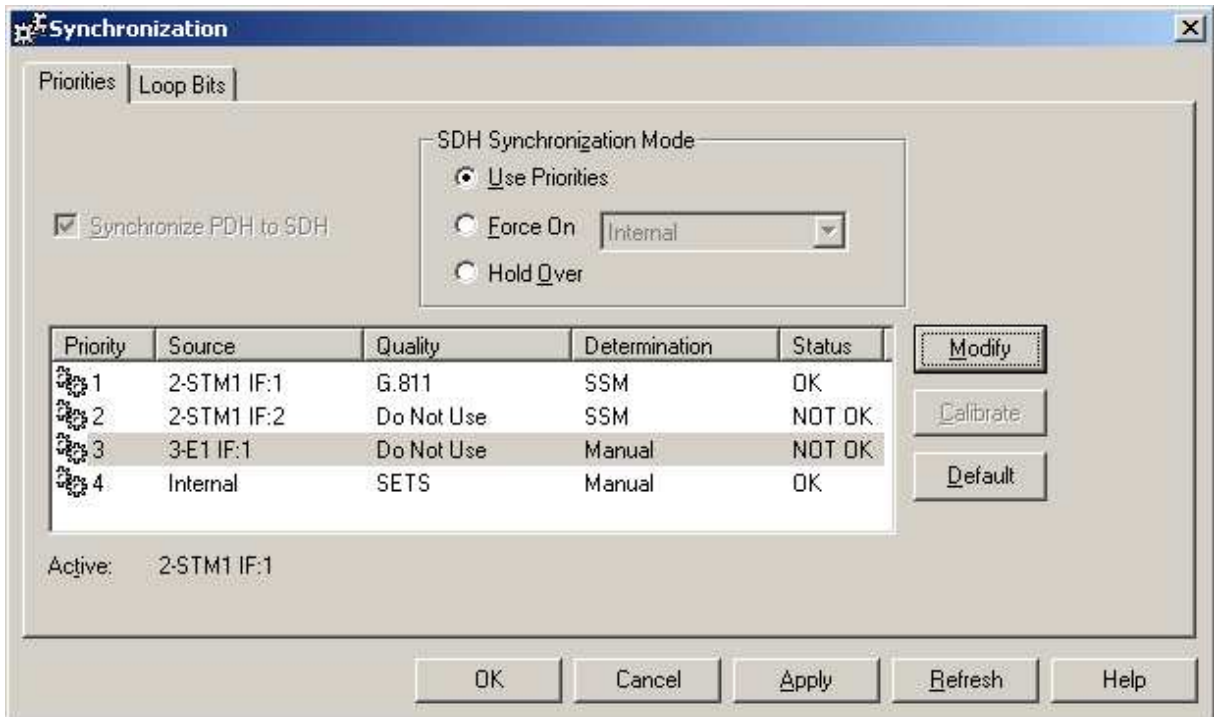 Synchronization
Priorities Loop Bits
SDH Synchronization Mode
Use Priorities
Synchronize PDH to SDH
Force On Internal
Hold Over
Priority Source Quality Determination Status
1 2-STM1 IF:1 G.811 SSM OK
2 2-STM1 IF:2 Do Not Use SSM NOT OK
3 3-E1 IF:1 Do Not Use Manual NOT OK
4 Internal SETS Manual OK
Modify
Calibrate
Default
Active: 2-STM1 IF:1
OK Cancel Apply Refresh Help